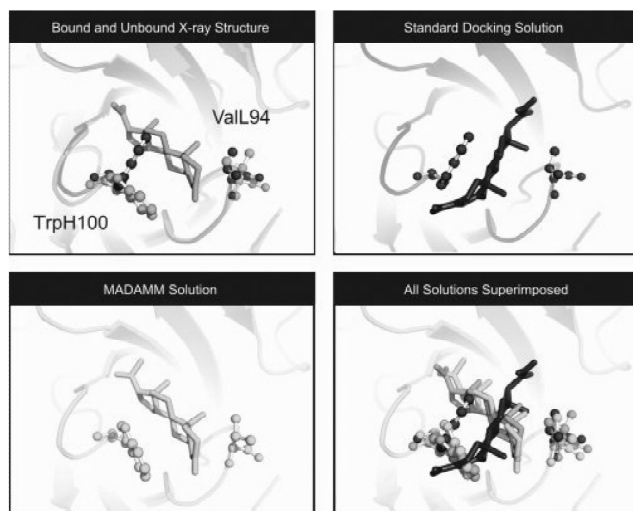 Bound and Unbound X-ray Structure
Standard Docking Solution
ValL94
TrpH100
MADAMM Solution
All Solutions Superimposed